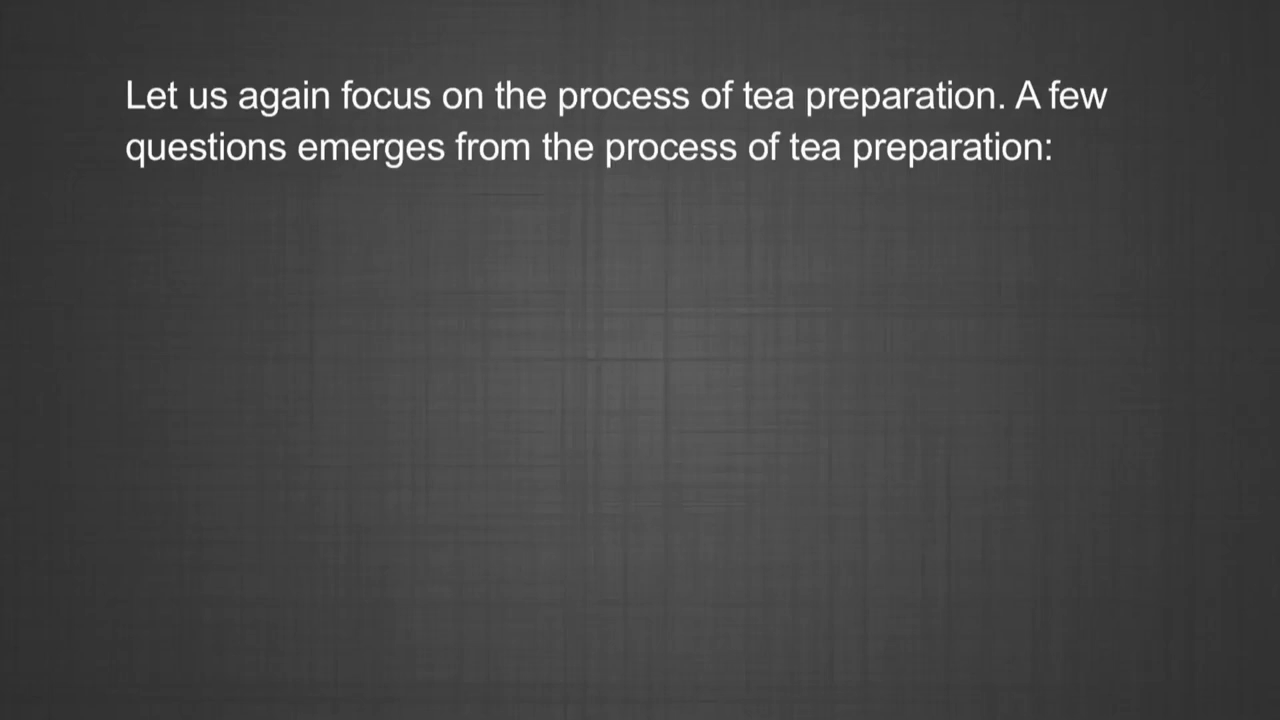 Let us again focus on the process of tea preparation. A few
questions emerges from the process of tea preparation: